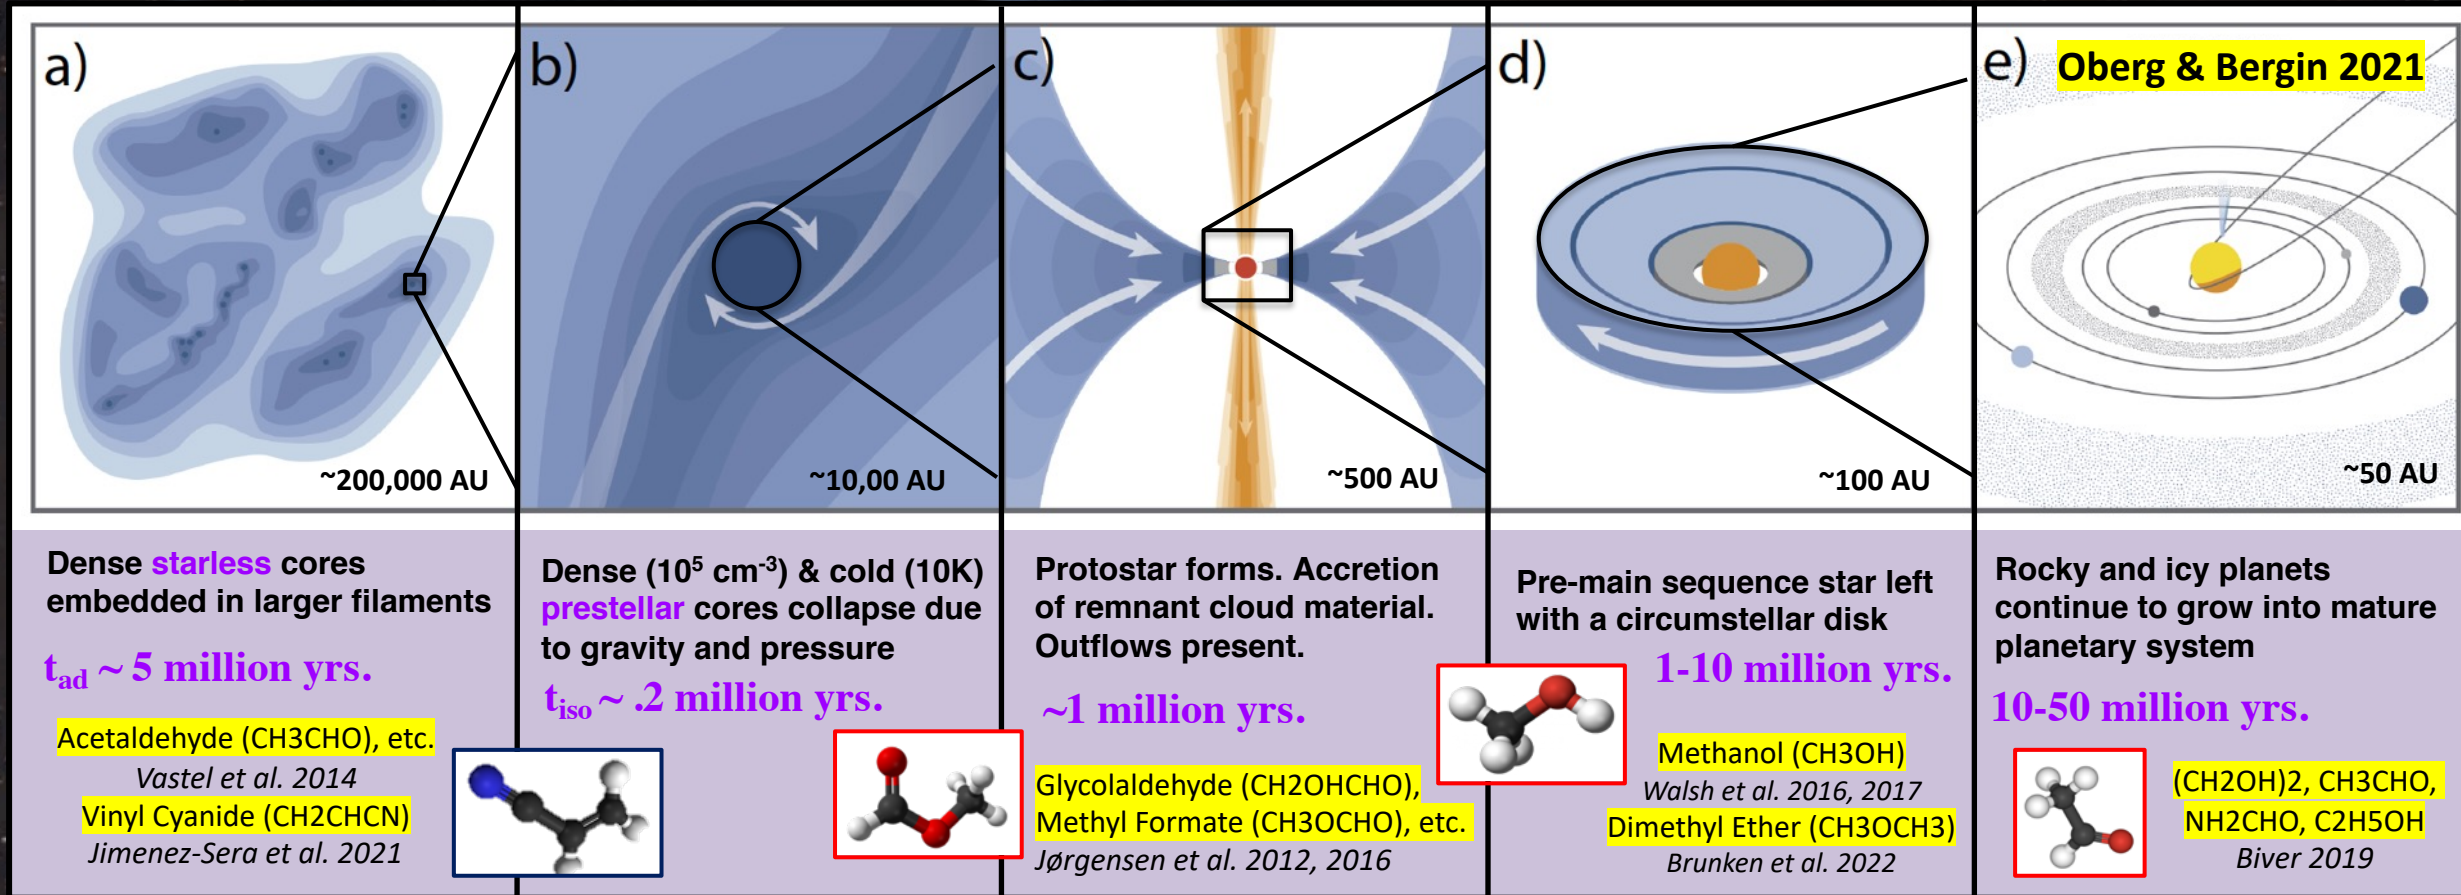 a)
~200,000 AU
Dense starless cores
embedded in larger filaments
t_ad ~ 5 million yrs.
Acetaldehyde (CH3CHO), etc.
Vastel et al. 2014
Vinyl Cyanide (CH2CHCN)
Jimenez-Sera et al. 2021
b)
~10,00 AU
Dense (10⁵ cm⁻³) & cold (10K)
prestellar cores collapse due
to gravity and pressure
t_iso ~ .2 million yrs.
c)
~500 AU
Protostar forms. Accretion
of remnant cloud material.
Outflows present.
~1 million yrs.
Glycolaldehyde (CH2OHCHO),
Methyl Formate (CH3OCHO), etc.
Jørgensen et al. 2012, 2016
d)
~100 AU
Pre-main sequence star left
with a circumstellar disk
1-10 million yrs.
Methanol (CH3OH)
Walsh et al. 2016, 2017
Dimethyl Ether (CH3OCH3)
Brunken et al. 2022
e)
Oberg & Bergin 2021
~50 AU
Rocky and icy planets
continue to grow into mature
planetary system
10-50 million yrs.
(CH2OH)2, CH3CHO,
NH2CHO, C2H5OH
Biver 2019